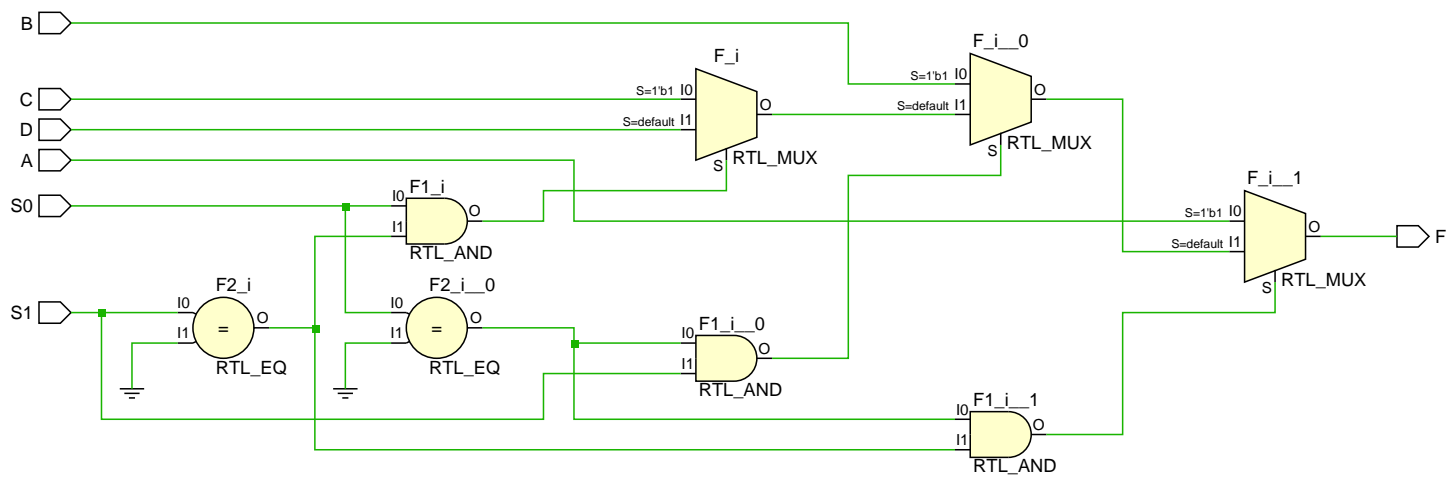 B
C
D
A
S0
S1
F_i
S=1'b1
I0
S=default
I1
O
S
RTL_MUX
F_i__0
S=1'b1
I0
S=default
I1
O
S
RTL_MUX
F_i__1
S=1'b1
I0
S=default
I1
O
S
RTL_MUX
F
F1_i
I0
I1
O
RTL_AND
F2_i
I0
I1
=
O
RTL_EQ
F2_i__0
I0
I1
=
O
RTL_EQ
F1_i__0
I0
I1
O
RTL_AND
F1_i__1
I0
I1
O
RTL_AND